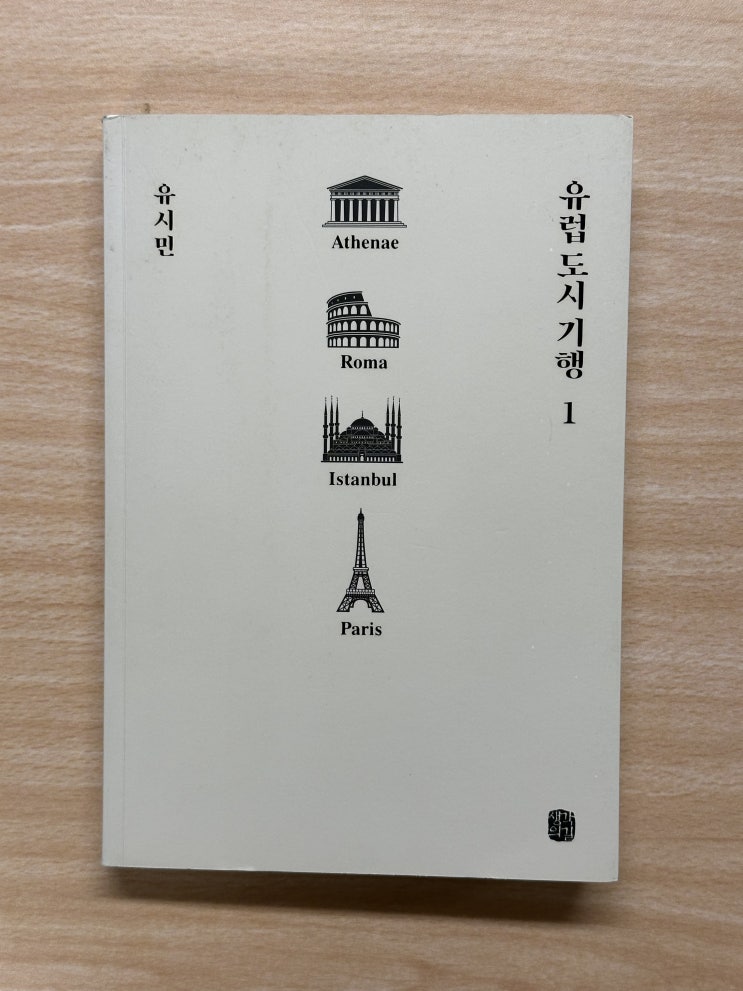 유럽 도시 기행 1
유시민
Athenae
Roma
Istanbul
Paris
생각의길